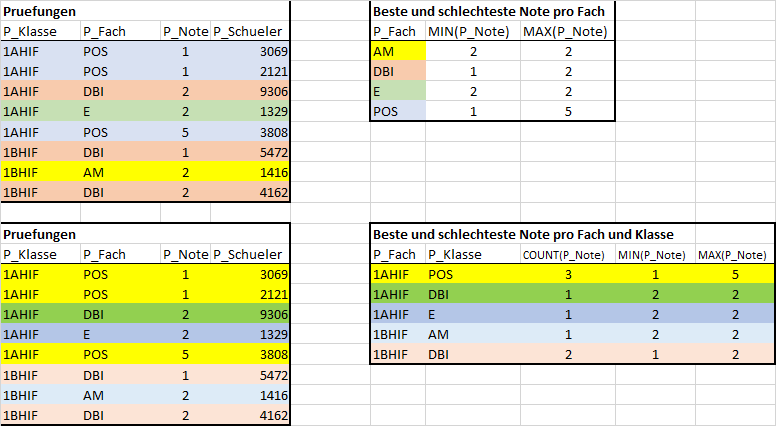 Pruefungen
P_Klasse P_Fach P_Note P_Schueler
1AHIF POS 1 3069
1AHIF POS 1 2121
1AHIF DBI 2 9306
1AHIF E 2 1329
1AHIF POS 5 3808
1BHIF DBI 1 5472
1BHIF AM 2 1416
1BHIF DBI 2 4162
Beste und schlechteste Note pro Fach
P_Fach MIN(P_Note) MAX(P_Note)
AM 2 2
DBI 1 2
E 2 2
POS 1 5
Pruefungen
P_Klasse P_Fach P_Note P_Schueler
1AHIF POS 1 3069
1AHIF POS 1 2121
1AHIF DBI 2 9306
1AHIF E 2 1329
1AHIF POS 5 3808
1BHIF DBI 1 5472
1BHIF AM 2 1416
1BHIF DBI 2 4162
Beste und schlechteste Note pro Fach und Klasse
P_Fach P_Klasse COUNT(P_Note) MIN(P_Note) MAX(P_Note)
1AHIF POS 3 1 5
1AHIF DBI 1 2 2
1AHIF E 1 2 2
1BHIF AM 1 2 2
1BHIF DBI 2 1 2